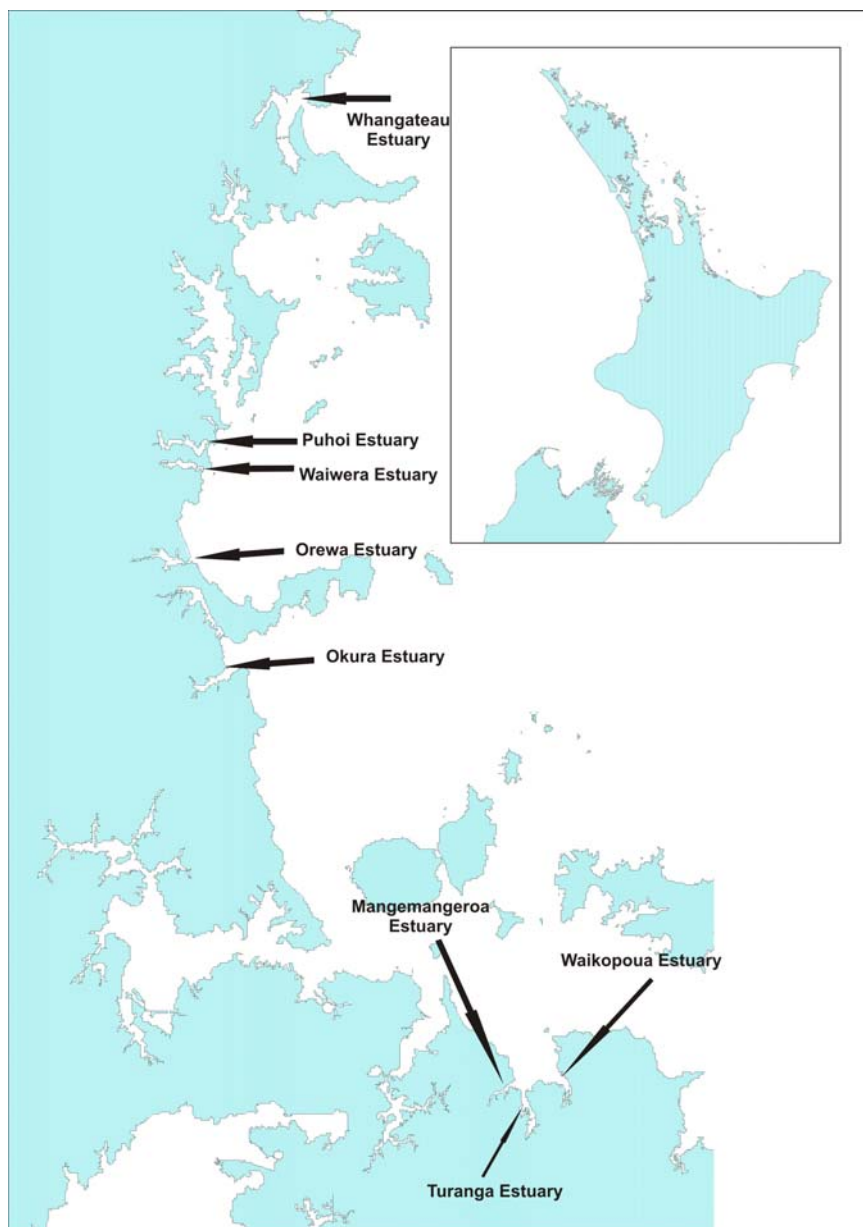 Whangateau
Estuary
Puhoi Estuary
Waiwera Estuary
Orewa Estuary
Okura Estuary
Mangemangeroa
Estuary
Waikopoua Estuary
Turanga Estuary